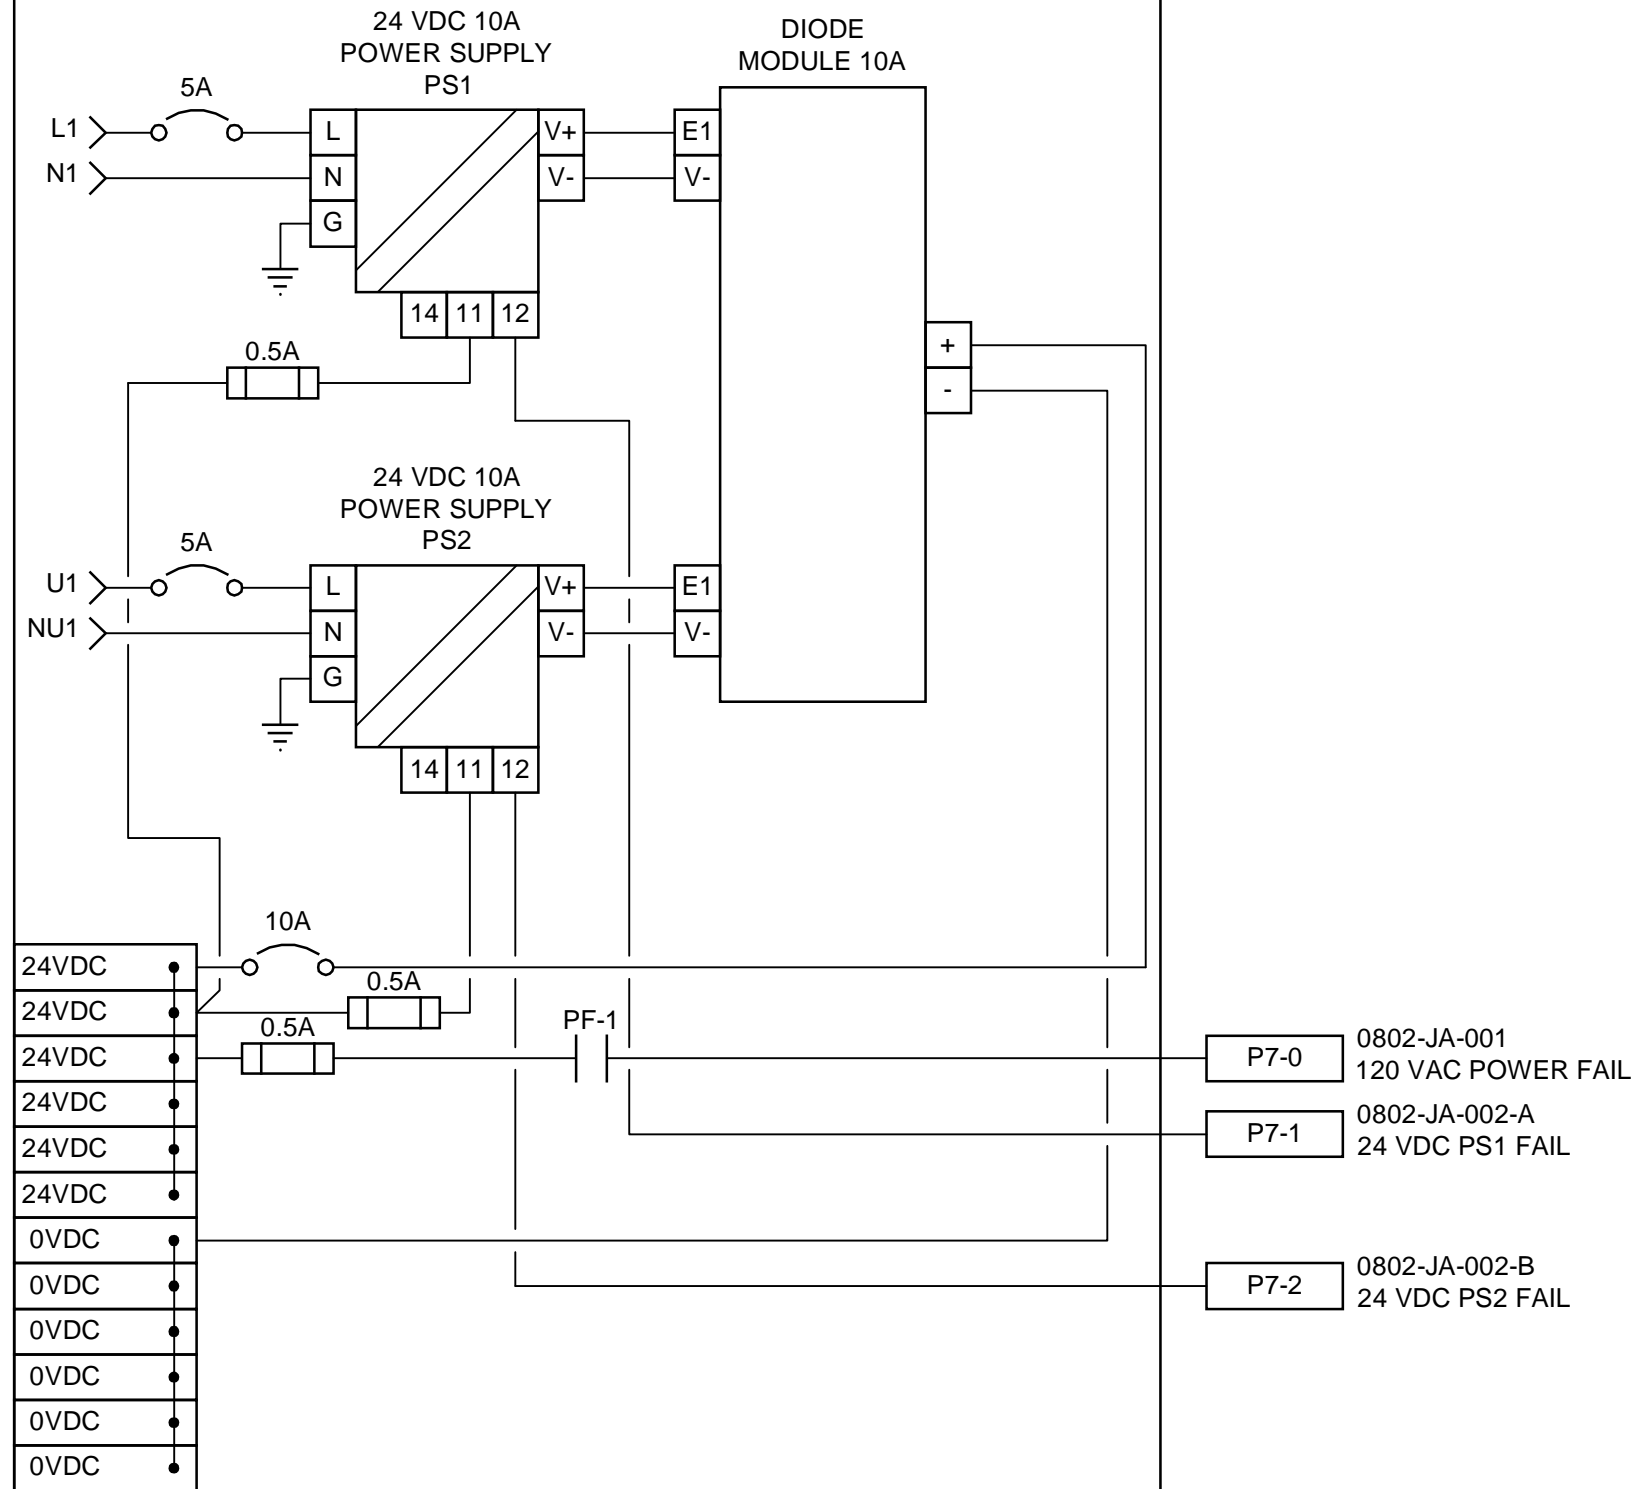 24 VDC 10A
POWER SUPPLY
PS1
DIODE
MODULE 10A
5A
L1
L
V+
E1
N1
N
V-
V-
G
14 11 12
+
-
0.5A
24 VDC 10A
POWER SUPPLY
PS2
5A
U1
L
V+
E1
NU1
N
V-
V-
G
14 11 12
10A
24VDC
0.5A
24VDC
0.5A
PF-1
24VDC
P7-0
0802-JA-001
120 VAC POWER FAIL
24VDC
P7-1
0802-JA-002-A
24 VDC PS1 FAIL
24VDC
24VDC
0VDC
0VDC
P7-2
0802-JA-002-B
24 VDC PS2 FAIL
0VDC
0VDC
0VDC
0VDC